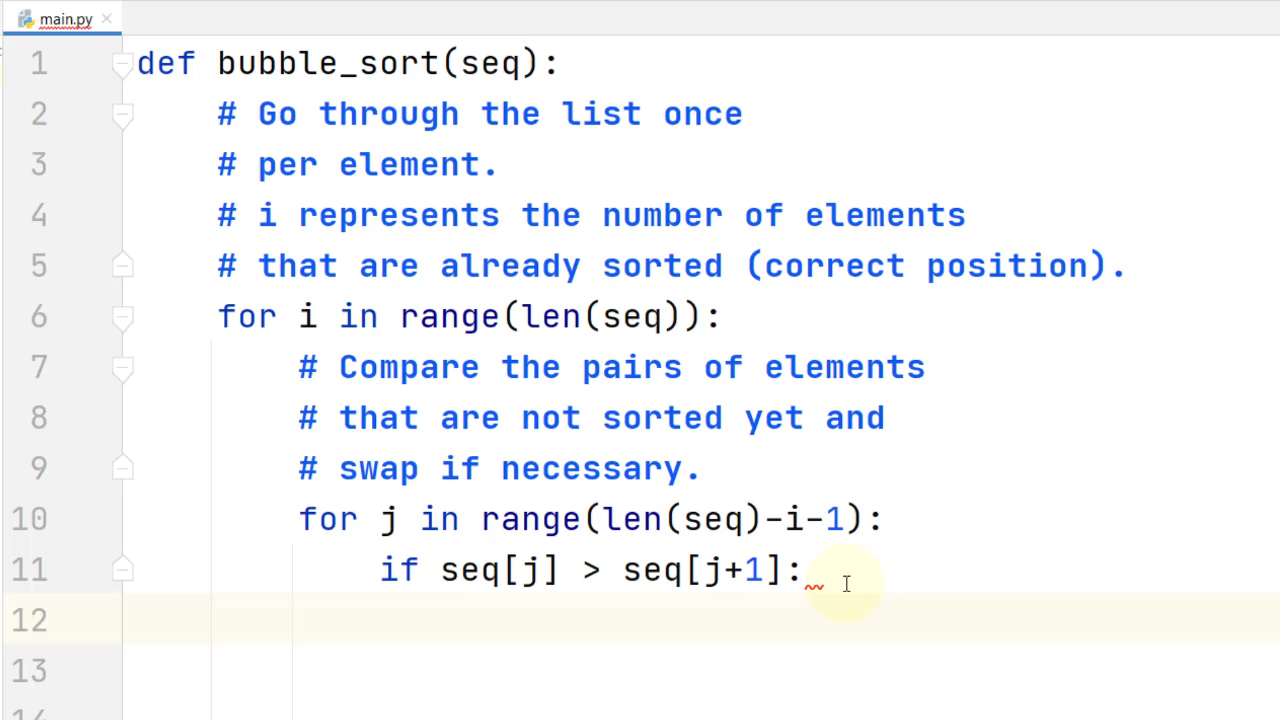 main.py
1 def bubble_sort(seq):
2 # Go through the list once
3 # per element.
4 # i represents the number of elements
5 # that are already sorted (correct position).
6 for i in range(len(seq)):
7 # Compare the pairs of elements
8 # that are not sorted yet and
9 # swap if necessary.
10 for j in range(len(seq)-i-1):
11 if seq[j] > seq[j+1]:
12
13
14